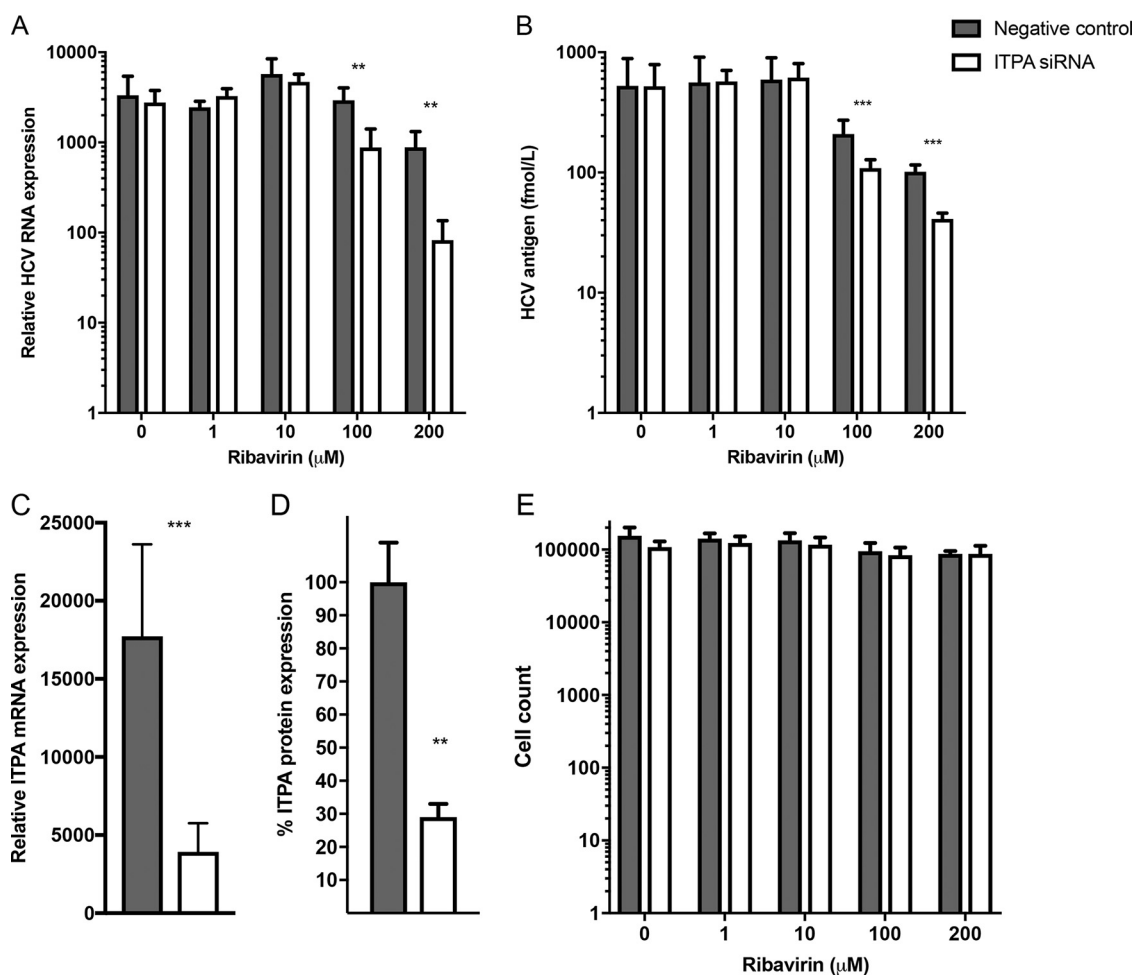 A
B
Negative control
ITPA siRNA
Relative HCV RNA expression
10000
1000
100
10
1
**
**
0 1 10 100 200
Ribavirin (μM)
HCV antigen (fmol/L)
1000
100
10
1
***
***
0 1 10 100 200
Ribavirin (μM)
C
D
E
Relative ITPA mRNA expression
25000
20000
15000
10000
5000
0
***
% ITPA protein expression
100
90
80
70
60
50
40
30
20
10
**
Cell count
100000
10000
1000
100
10
1
0 1 10 100 200
Ribavirin (μM)